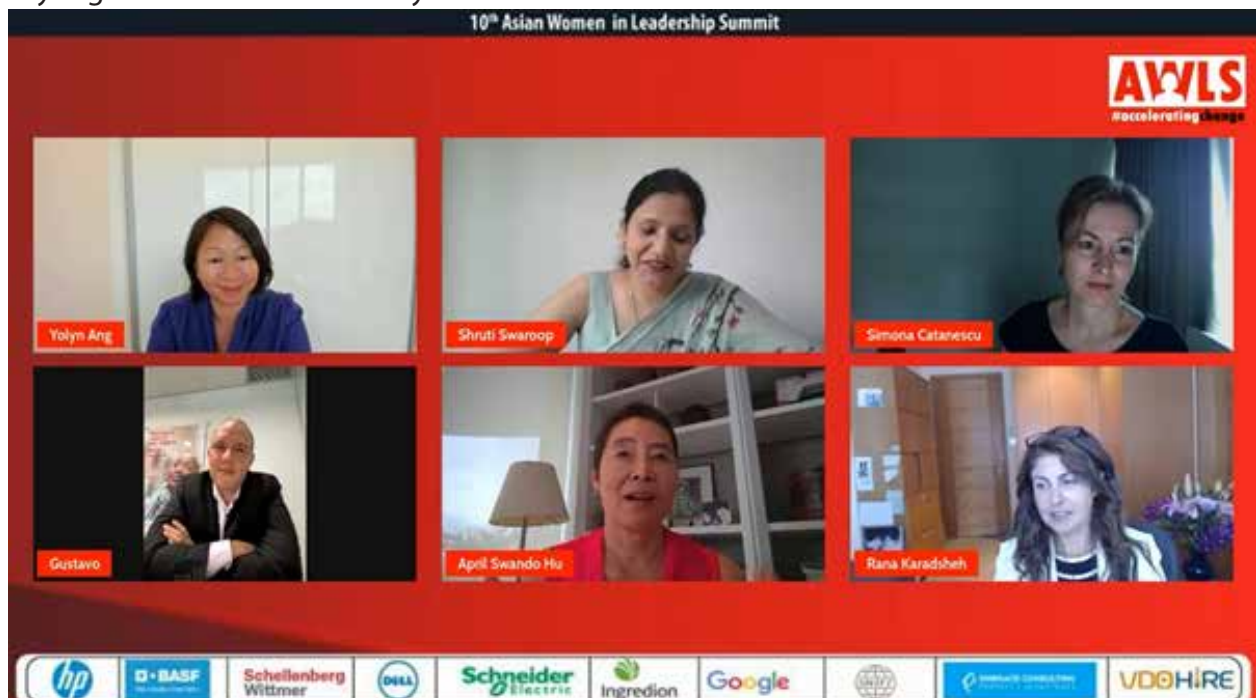 10th Asian Women in Leadership Summit
AWLS
#acceleratingchange
Yolyn Ang
Shruti Swaroop
Simona Catanescu
Gustavo
April Swando Hu
Rana Karadsheh
hp
BASF
Schellenberg
Wittmer
DELL
Schneider
Electric
Ingredion
Google
CONSULTING
VDOHIRE